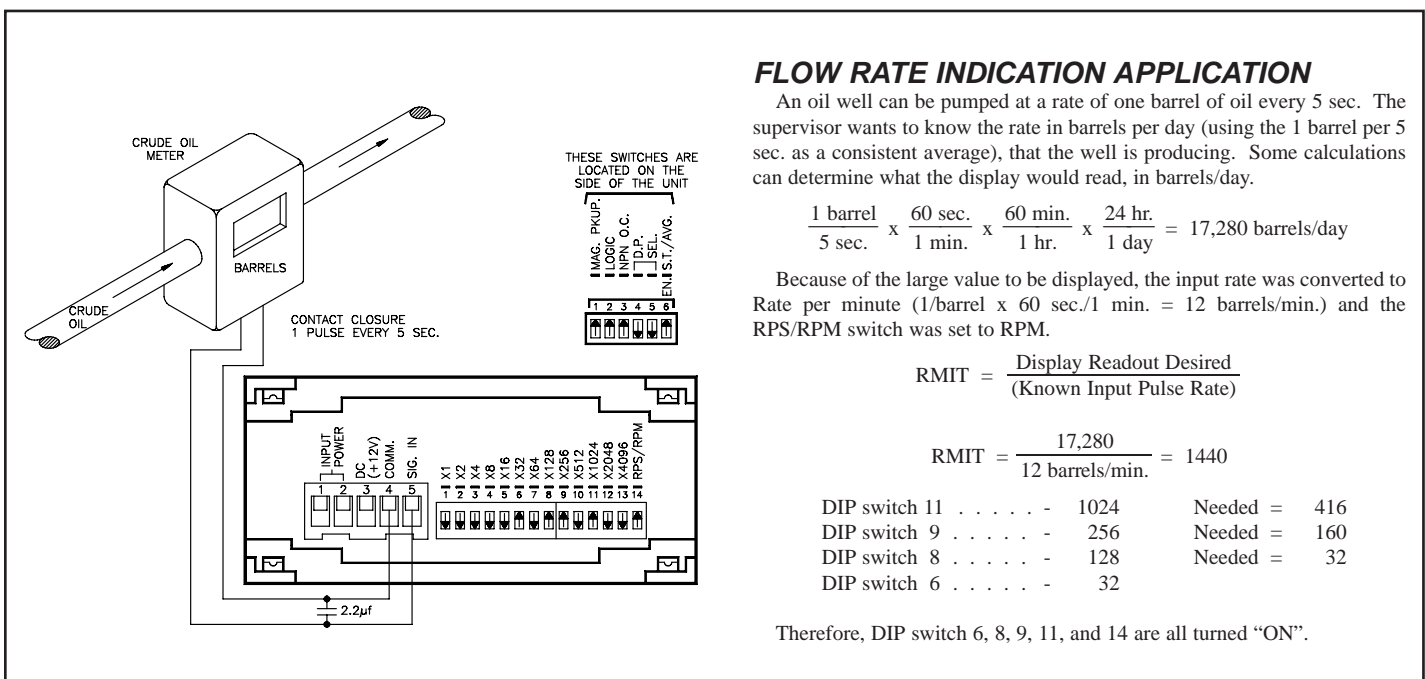 CRUDE OIL
METER
BARRELS
CRUDE
OIL
CONTACT CLOSURE
1 PULSE EVERY 5 SEC.
THESE SWITCHES ARE
LOCATED ON THE
SIDE OF THE UNIT
MAG. PKUP.
LOGIC
NPN O.C.
D.P.
SEL.
EN. S.T./AVG.
1 2 3 4 5 6
INPUT
POWER
DC
(+12V)
COMM.
SIG. IN
1 2 3 4 5
X1
X2
X4
X8
X16
X32
X64
X128
X256
X512
X1024
X2048
X4096
RPS/RPM
1 2 3 4 5 6 7 8 9 10 11 12 13 14
2.2µf
FLOW RATE INDICATION APPLICATION
An oil well can be pumped at a rate of one barrel of oil every 5 sec. The
supervisor wants to know the rate in barrels per day (using the 1 barrel per 5
sec. as a consistent average), that the well is producing. Some calculations
can determine what the display would read, in barrels/day.
1 barrel 60 sec. 60 min. 24 hr.
x x x = 17,280 barrels/day
5 sec. 1 min. 1 hr. 1 day
Because of the large value to be displayed, the input rate was converted to
Rate per minute (1/barrel x 60 sec./1 min. = 12 barrels/min.) and the
RPS/RPM switch was set to RPM.
Display Readout Desired
RMIT =
(Known Input Pulse Rate)
17,280
RMIT = = 1440
12 barrels/min.
DIP switch 11 . . . . . - 1024 Needed = 416
DIP switch 9 . . . . . - 256 Needed = 160
DIP switch 8 . . . . . - 128 Needed = 32
DIP switch 6 . . . . . - 32
Therefore, DIP switch 6, 8, 9, 11, and 14 are all turned “ON”.